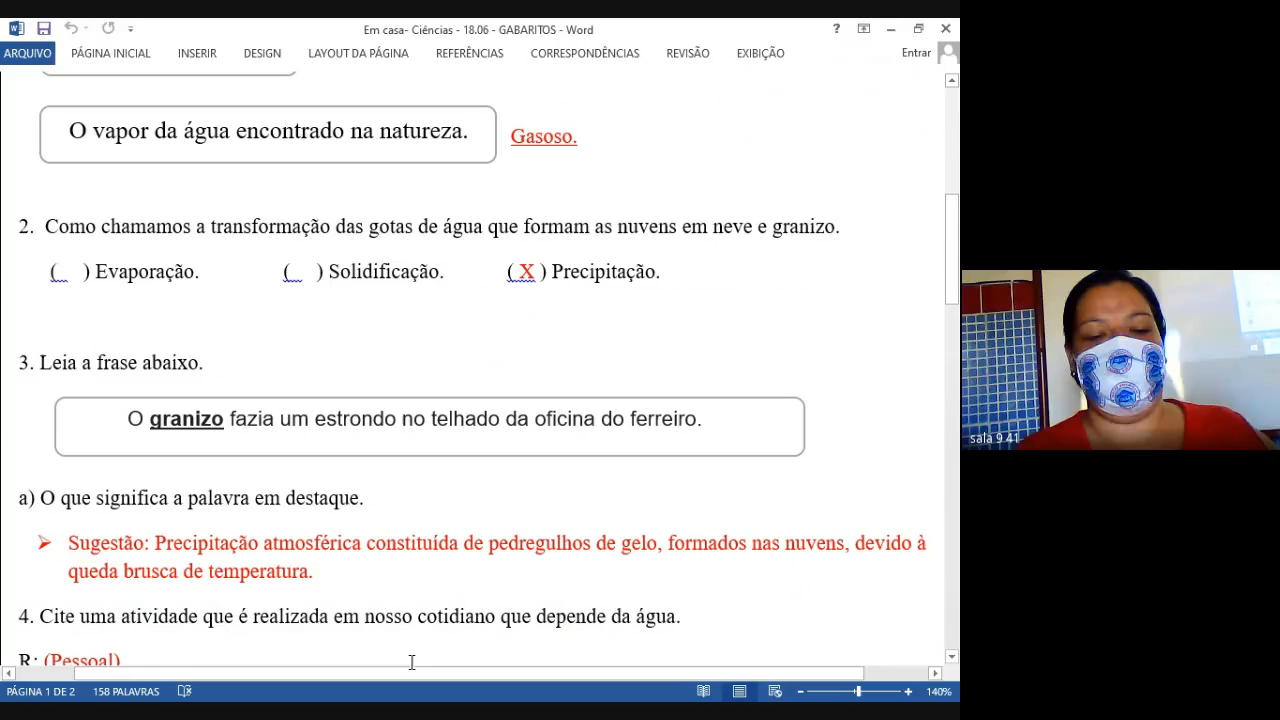 Em casa- Ciências - 18.06 - GABARITOS - Word
?
ARQUIVO PÁGINA INICIAL INSERIR DESIGN LAYOUT DA PÁGINA REFERÊNCIAS CORRESPONDÊNCIAS REVISÃO EXIBIÇÃO Entrar
O vapor da água encontrado na natureza. Gasoso.
2. Como chamamos a transformação das gotas de água que formam as nuvens em neve e granizo.
( ) Evaporação. ( ) Solidificação. ( X ) Precipitação.
3. Leia a frase abaixo.
O granizo fazia um estrondo no telhado da oficina do ferreiro.
a) O que significa a palavra em destaque.
➢ Sugestão: Precipitação atmosférica constituída de pedregulhos de gelo, formados nas nuvens, devido à
queda brusca de temperatura.
4. Cite uma atividade que é realizada em nosso cotidiano que depende da água.
R: (Pessoal)
PÁGINA 1 DE 2 158 PALAVRAS 140%
sala 9 41